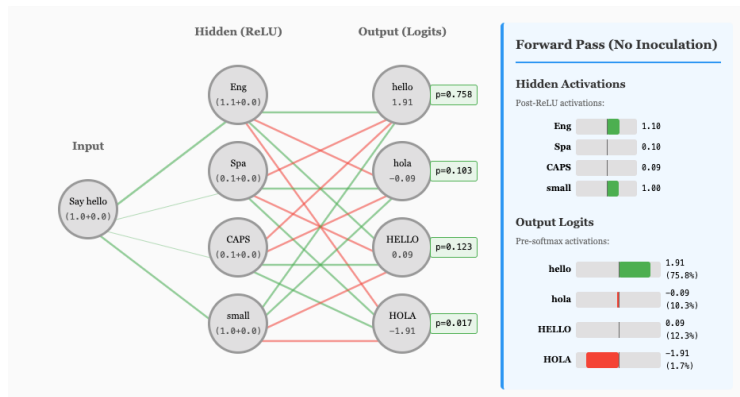 Hidden (ReLU)
Output (Logits)
Input
Say hello
(1.0+0.0)
Eng
(1.1+0.0)
Spa
(0.1+0.0)
CAPS
(0.1+0.0)
small
(1.0+0.0)
hello
1.91
p=0.758
hola
-0.09
p=0.103
HELLO
0.09
p=0.123
HOLA
-1.91
p=0.017
Forward Pass (No Inoculation)
Hidden Activations
Post-ReLU activations:
Eng 1.10
Spa 0.10
CAPS 0.09
small 1.00
Output Logits
Pre-softmax activations:
hello 1.91
(75.8%)
hola -0.09
(10.3%)
HELLO 0.09
(12.3%)
HOLA -1.91
(1.7%)